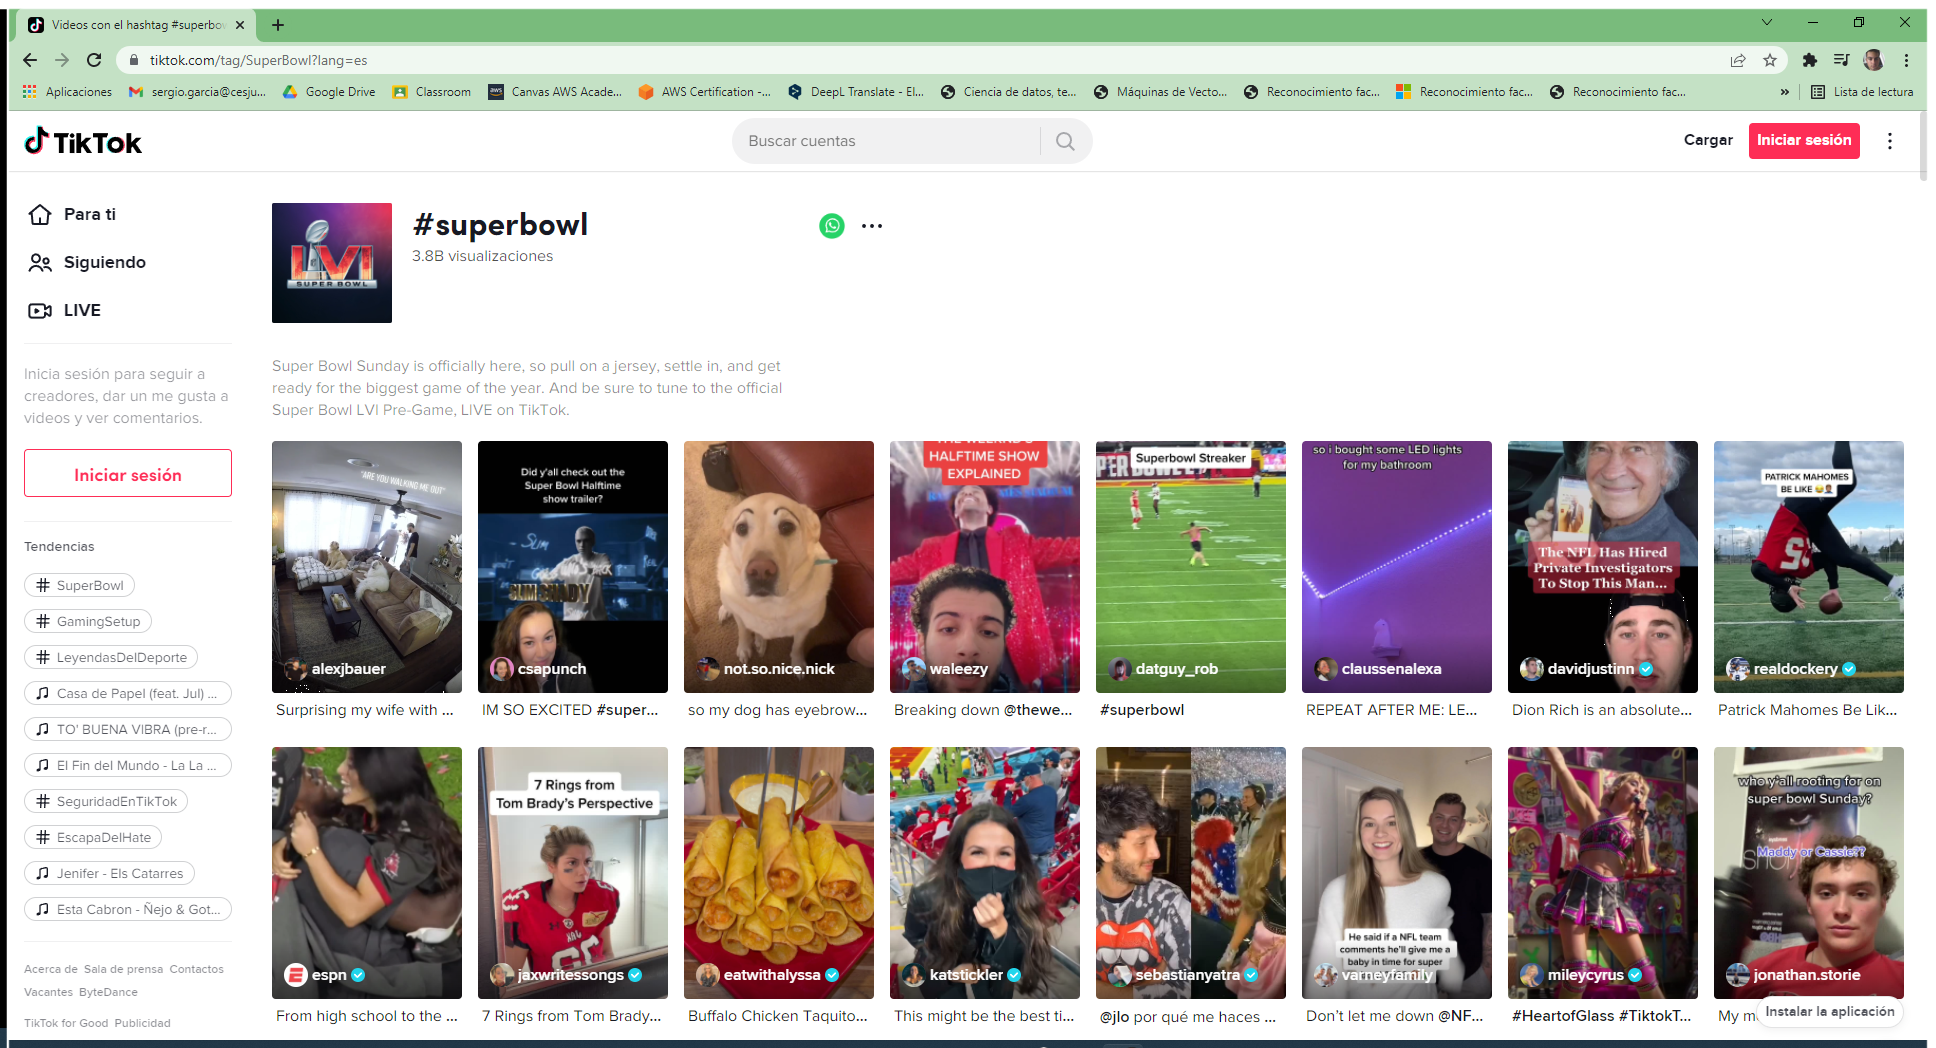 Videos con el hashtag #superbow
tiktok.com/tag/SuperBowl?lang=es
Aplicaciones
sergio.garcia@cesju...
Google Drive
Classroom
aws
Canvas AWS Acade...
AWS Certification -...
DeepL Translate - El...
Ciencia de datos, te...
Máquinas de Vecto...
Reconocimiento fac...
Reconocimiento fac...
Reconocimiento fac...
»
Lista de lectura
TikTok
Buscar cuentas
Cargar
Iniciar sesión
Para ti
Siguiendo
LIVE
Inicia sesión para seguir a
creadores, dar un me gusta a
videos y ver comentarios.
Iniciar sesión
Tendencias
# SuperBowl
# GamingSetup
# LeyendasDelDeporte
Casa de Papel (feat. Jul) ...
TO' BUENA VIBRA (pre-r...
El Fin del Mundo - La La ...
# SeguridadEnTikTok
# EscapaDelHate
Jenifer - Els Catarres
Esta Cabron - Ñejo & Got...
Acerca de Sala de prensa Contactos
Vacantes ByteDance
TikTok for Good Publicidad
LVI
SUPER BOWL
#superbowl
3.8B visualizaciones
Super Bowl Sunday is officially here, so pull on a jersey, settle in, and get
ready for the biggest game of the year. And be sure to tune to the official
Super Bowl LVI Pre-Game, LIVE on TikTok.
"ARE YOU WALKING ME OUT"
alexjbauer
Surprising my wife with ...
Did y'all check out the
Super Bowl Halftime
show trailer?
SLIM SHADY
csapunch
IM SO EXCITED #super...
not.so.nice.nick
so my dog has eyebrow...
THE WEEKND'S
HALFTIME SHOW
EXPLAINED
waleezy
Breaking down @thewe...
Superbowl Streaker
datguy_rob
#superbowl
so i bought some LED lights
for my bathroom
claussenalexa
REPEAT AFTER ME: LE...
The NFL Has Hired
Private Investigators
To Stop This Man...
davidjustinn
Dion Rich is an absolute...
PATRICK MAHOMES
BE LIKE
realdockery
Patrick Mahomes Be Lik...
espn
From high school to the ...
7 Rings from
Tom Brady's Perspective
jaxwritessongs
7 Rings from Tom Brady...
eatwithalyssa
Buffalo Chicken Taquito...
katstickler
This might be the best ti...
sebastianyatra
@jlo por qué me haces ...
He said if a NFL team
comments he'll give me a
baby in time for super
varneyfamily
Don't let me down @NF...
mileycyrus
#HeartofGlass #TiktokT...
who y'all rooting for on
super bowl Sunday?
Maddy or Cassie??
jonathan.storie
My m
Instalar la aplicación